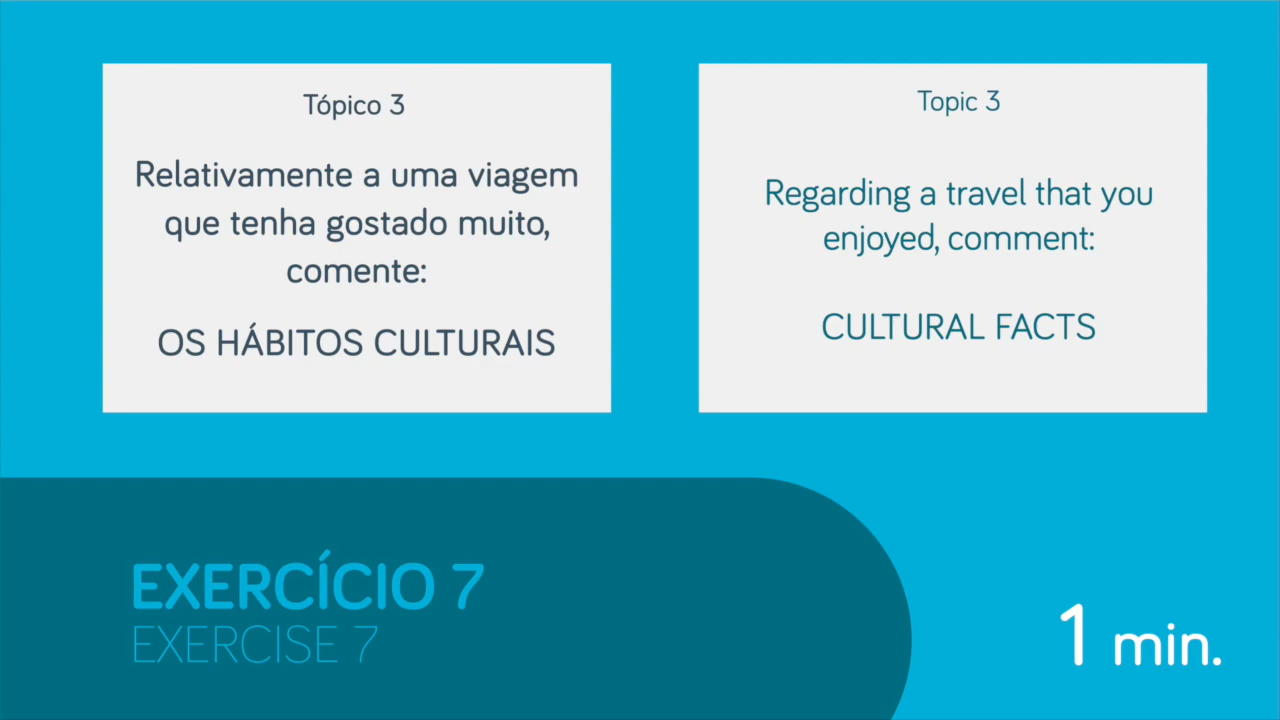 Tópico 3
Relativamente a uma viagem
que tenha gostado muito,
comente:
OS HÁBITOS CULTURAIS
Topic 3
Regarding a travel that you
enjoyed, comment:
CULTURAL FACTS
EXERCÍCIO 7
EXERCISE 7
1 min.